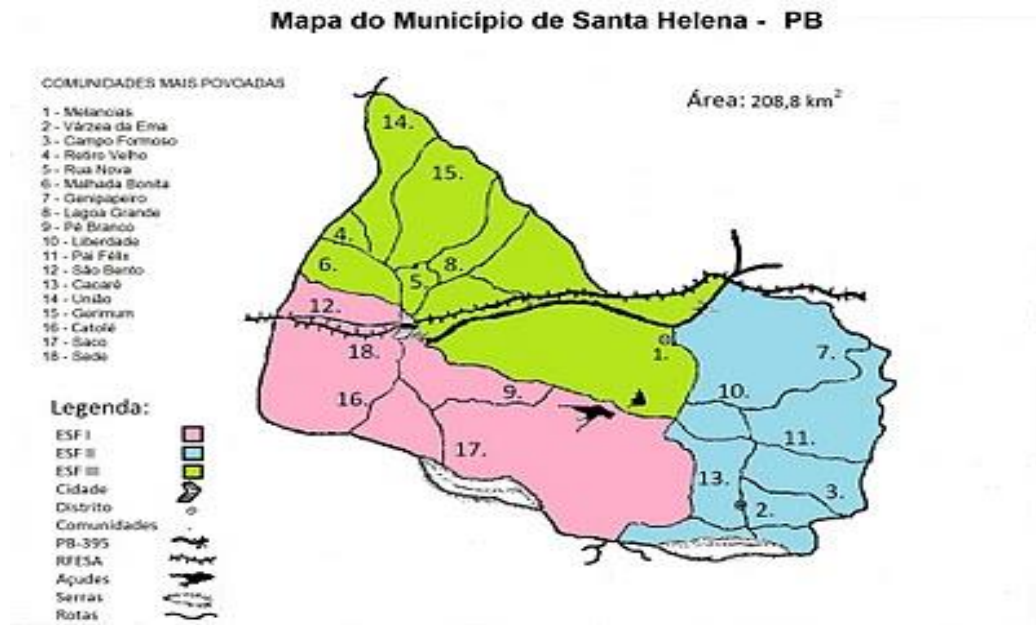 Mapa do Município de Santa Helena - PB
COMUNIDADES MAIS POVOADAS
Área: 208,8 km²
1 - Melancias
2 - Várzea da Ema
3 - Campo Formoso
4 - Retiro Velho
5 - Rua Nova
6 - Malhada Bonita
7 - Genipapeiro
8 - Lagoa Grande
9 - Pé Branco
10 - Liberdade
11 - Pai Félix
12 - São Bento
13 - Cacaré
14 - União
15 - Gerimum
16 - Catolé
17 - Saco
18 - Sede
14.
15.
4.
6.
8.
5.
12.
18.
1.
7.
9.
10.
16.
11.
17.
13.
3.
2.
Legenda:
ESF I
ESF II
ESF III
Cidade
Distrito
Comunidades
PB-395
RFESA
Açudes
Serras
Rotas